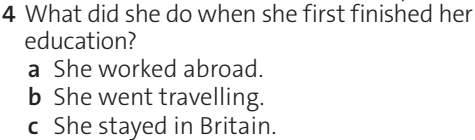 4 What did she do when she first finished her
education?
a She worked abroad.
b She went travelling.
c She stayed in Britain.